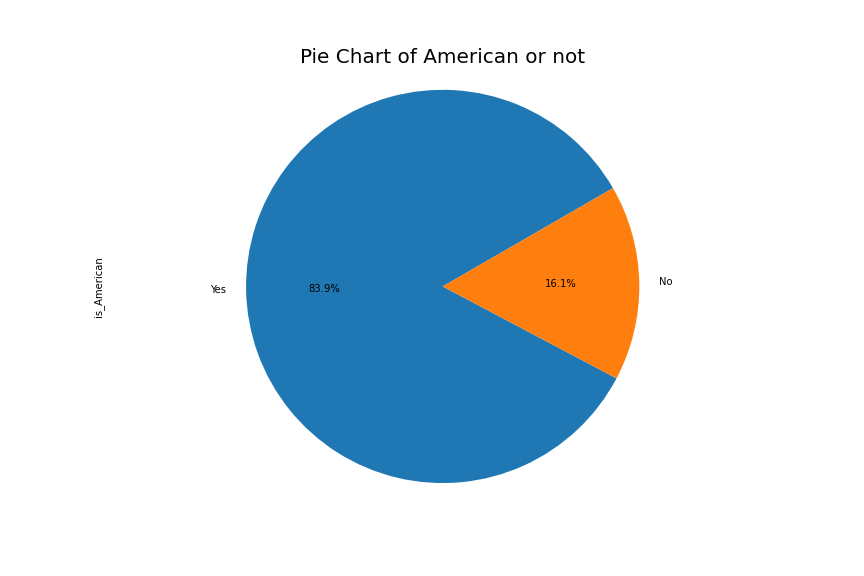 Pie Chart of American or not
is_American
Yes
83.9%
16.1%
No